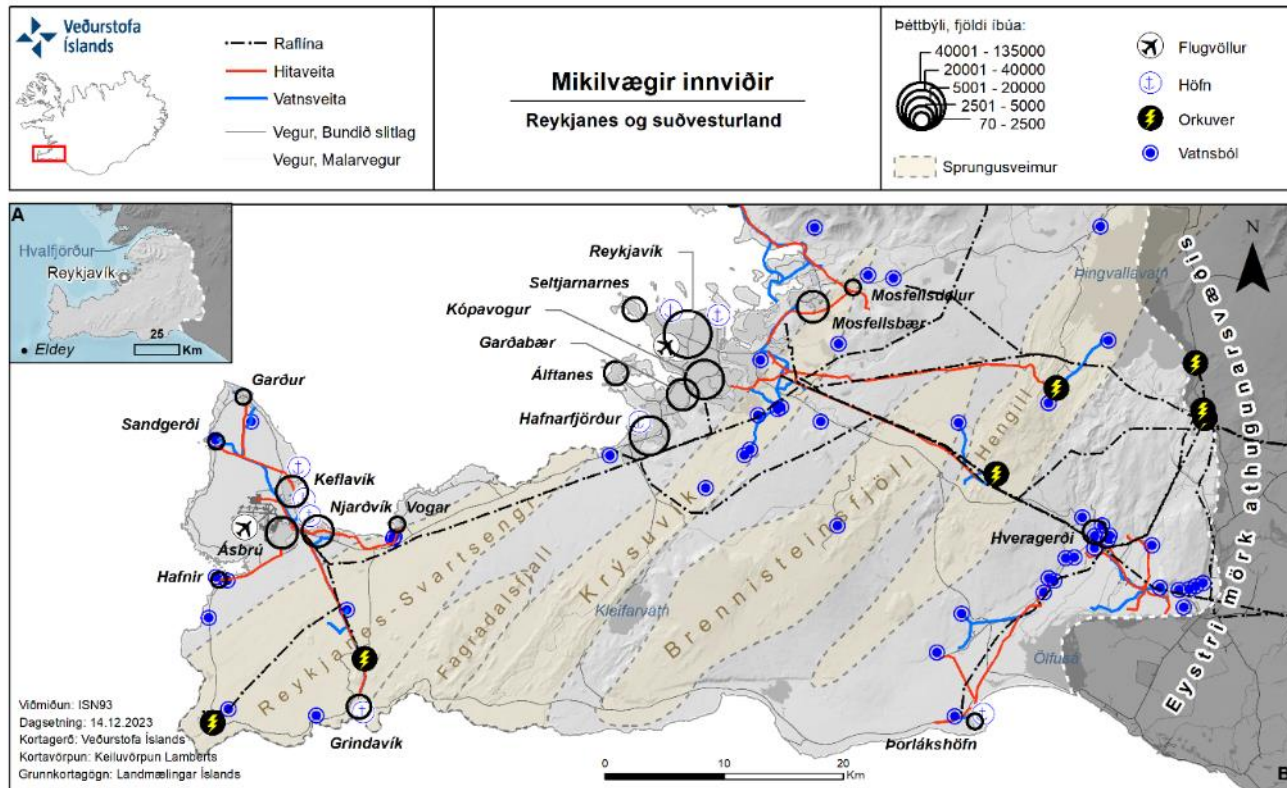 Veðurstofa
Íslands
Raflína
Hitaveita
Vatnsveita
Vegur, Bundið slitlag
Vegur, Malarvegur
Mikilvægir innviðir
Reykjanes og suðvesturland
Þéttbýli, fjöldi íbúa:
40001 - 135000
20001 - 40000
5001 - 20000
2501 - 5000
70 - 2500
Sprungusveimur
Flugvöllur
Höfn
Orkuver
Vatnsból
A
Hvalfjörður
Reykjavík
25
Km
Eldey
Reykjavík
Seltjarnarnes
Kópavogur
Garðabær
Álftanes
Hafnarfjörður
Mosfellsdalur
Mosfellsbær
Þingvallavatn
N
Eystri mörk athugunarsvæðis
Garður
Sandgerði
Keflavík
Njarðvík
Vogar
Ásbrú
Hafnir
Grindavík
Reykjanes-Svartsengi
Fagradalsfjall
Krýsuvík
Kleifarvatn
Brennisteinsfjöll
Hengill
Hveragerði
Ölfusá
Þorlákshöfn
Viðmiðun: ISN93
Dagsetning: 14.12.2023
Kortagerð: Veðurstofa Íslands
Kortavörpun: Keiluvörpun Lamberts
Grunnkortagögn: Landmælingar Íslands
0 10 20
Km
B